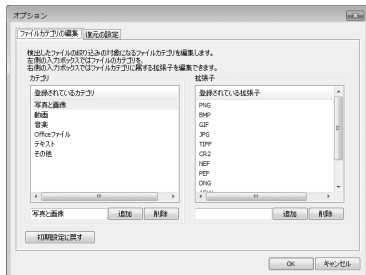 オプション
ファイルカテゴリの編集
復元の設定
検出したファイルの絞り込みの対象になるファイルカテゴリを編集します。
左側の入力ボックスではファイルのカテゴリを、
右側の入力ボックスではファイルカテゴリに属する拡張子を編集できます。
カテゴリ
拡張子
登録されているカテゴリ
写真と画像
動画
音楽
Officeファイル
テキスト
その他
登録されている拡張子
PNG
BMP
GIF
JPG
TIFF
CR2
NEF
PEF
DNG
写真と画像
追加
削除
追加
削除
初期設定に戻す
OK
キャンセル